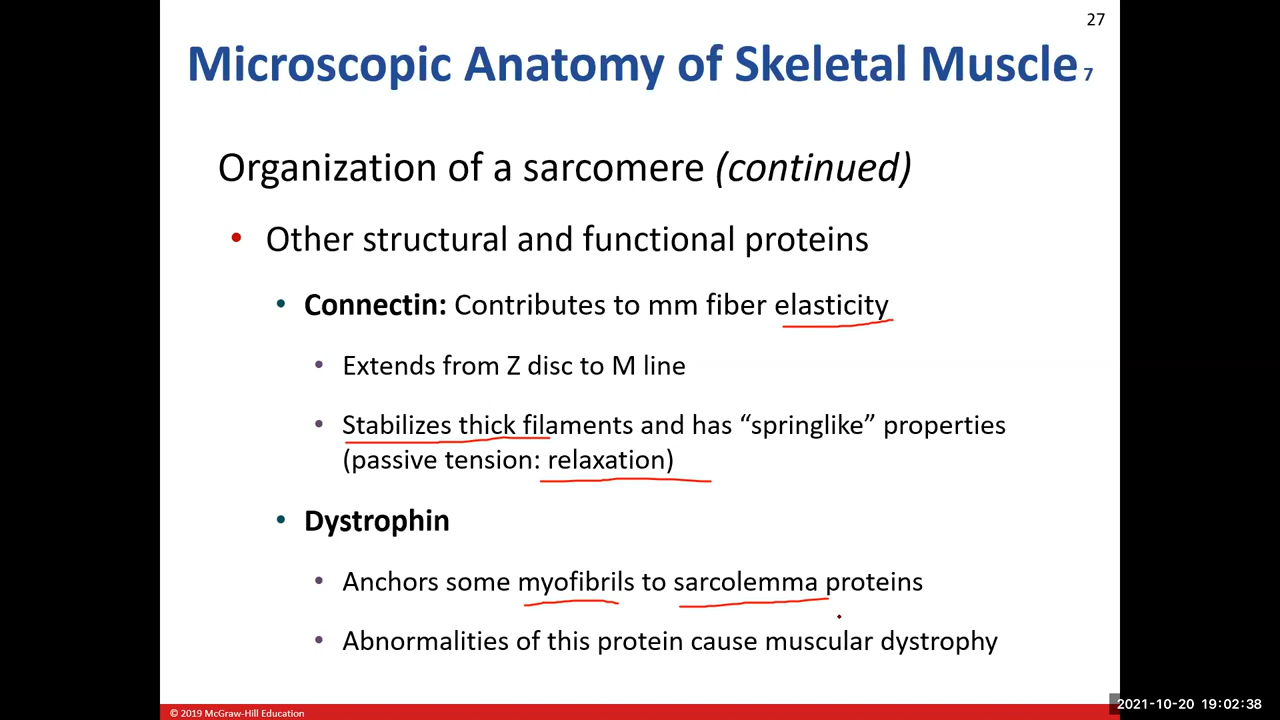 27
Microscopic Anatomy of Skeletal Muscle 7
Organization of a sarcomere (continued)
• Other structural and functional proteins
• Connectin: Contributes to mm fiber elasticity
• Extends from Z disc to M line
• Stabilizes thick filaments and has “springlike” properties
(passive tension: relaxation)
• Dystrophin
• Anchors some myofibrils to sarcolemma proteins
• Abnormalities of this protein cause muscular dystrophy
© 2019 McGraw-Hill Education
2021-10-20 19:02:38